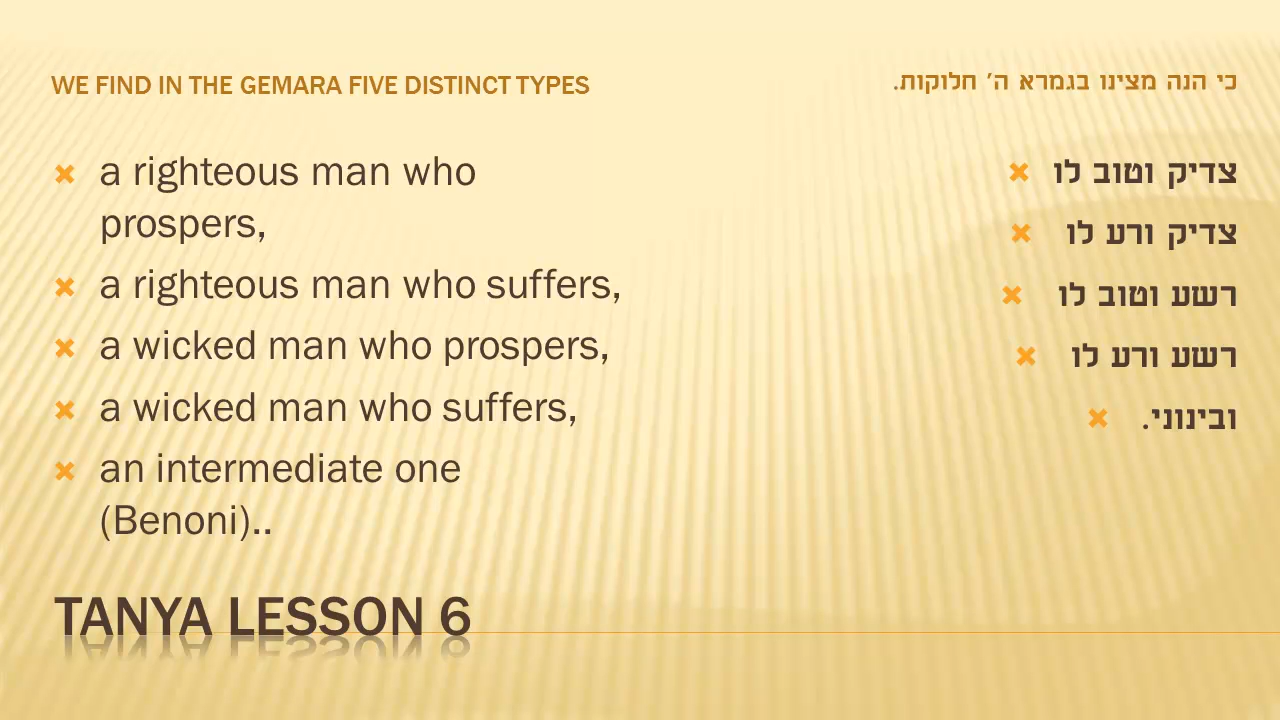 WE FIND IN THE GEMARA FIVE DISTINCT TYPES
a righteous man who
prospers,
a righteous man who suffers,
a wicked man who prospers,
a wicked man who suffers,
an intermediate one
(Benoni)..
כי הנה מצינו בגמרא ה' חלוקות.
צדיק וטוב לו
צדיק ורע לו
רשע וטוב לו
רשע ורע לו
ובינוני.
TANYA LESSON 6